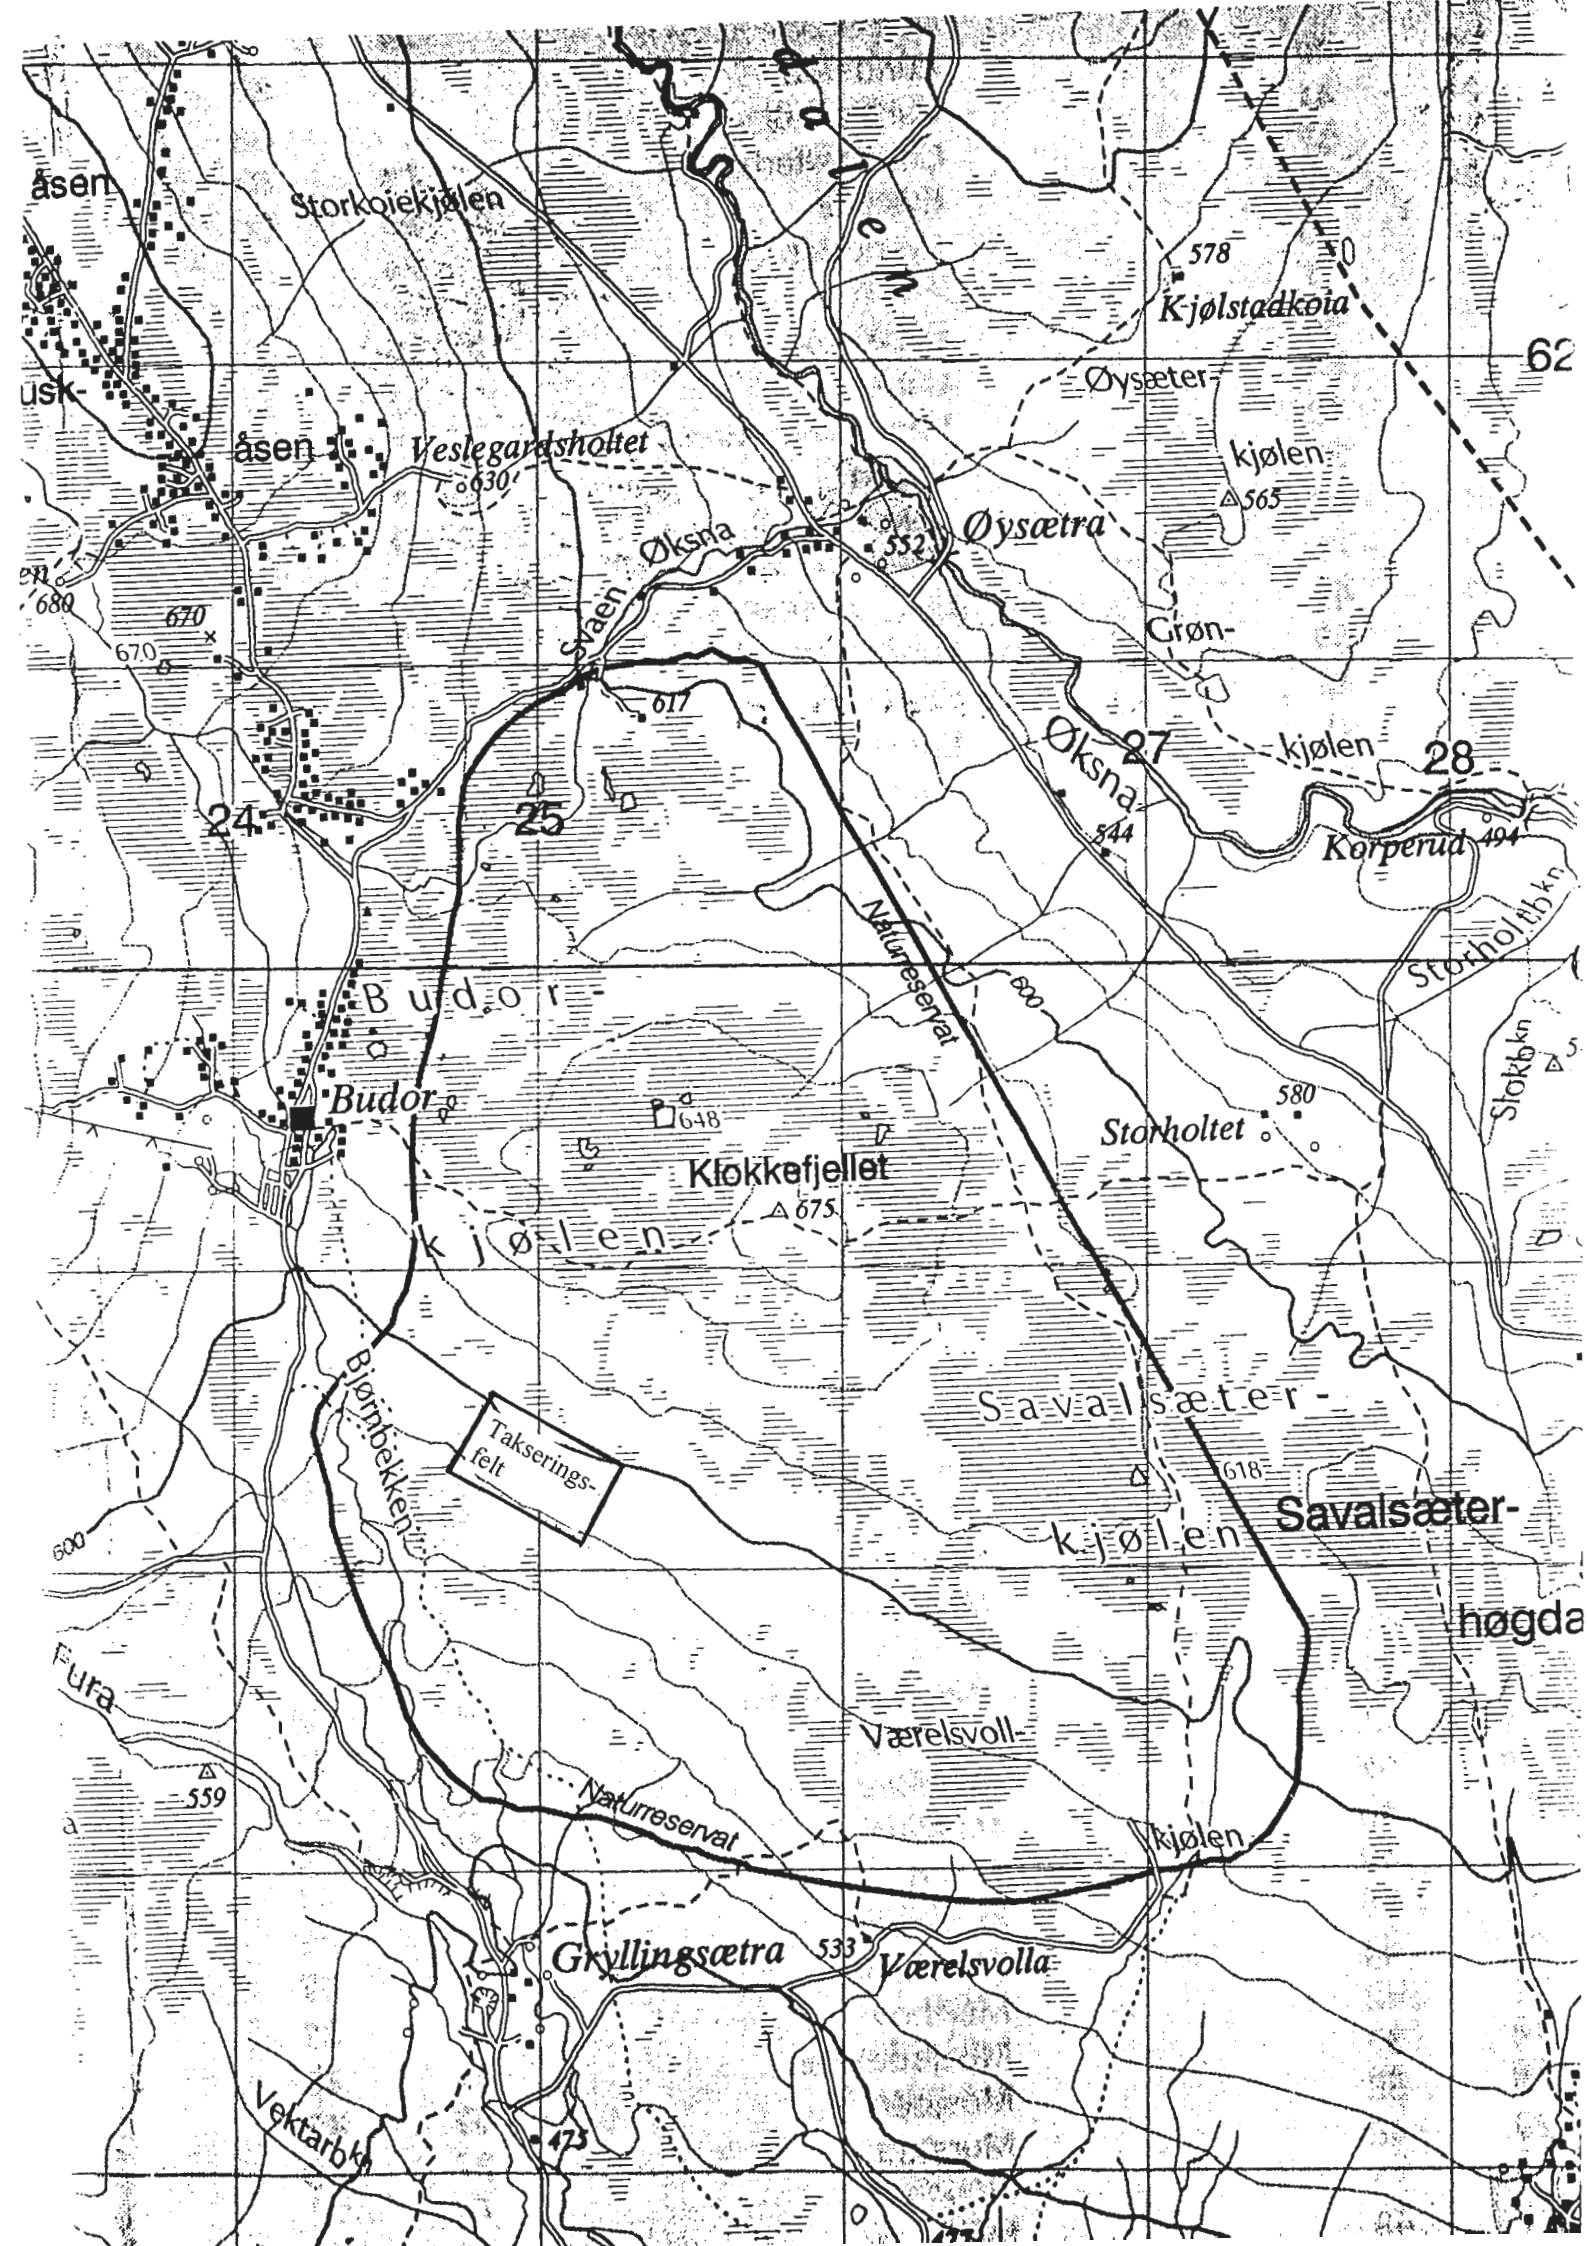 d a l e n
åsen
Storkoiekjølen
578
Kjølstadkoia
62
Øysæter-
usk-
åsen
Veslegardsholtet
630
kjølen
565
Øksna
Øysætra
552
en
680
670
670
Svaen
Grøn-
617
Øksna
27
kjølen
28
24
25
544
Korperud
494
Naturreservat
Storholtbkn
Budor-
600
Budor
648
580
Storholtet
Klokkefjellet
675
kjølen
Bjørnbekken
Savalsæter-
Takserings-
felt
618
Savalsæter-
kjølen
600
høgda
Fura
Værelsvoll-
559
Naturreservat
kjølen
a
Gryllingsætra
533
Værelsvolla
Vektarbkn
475